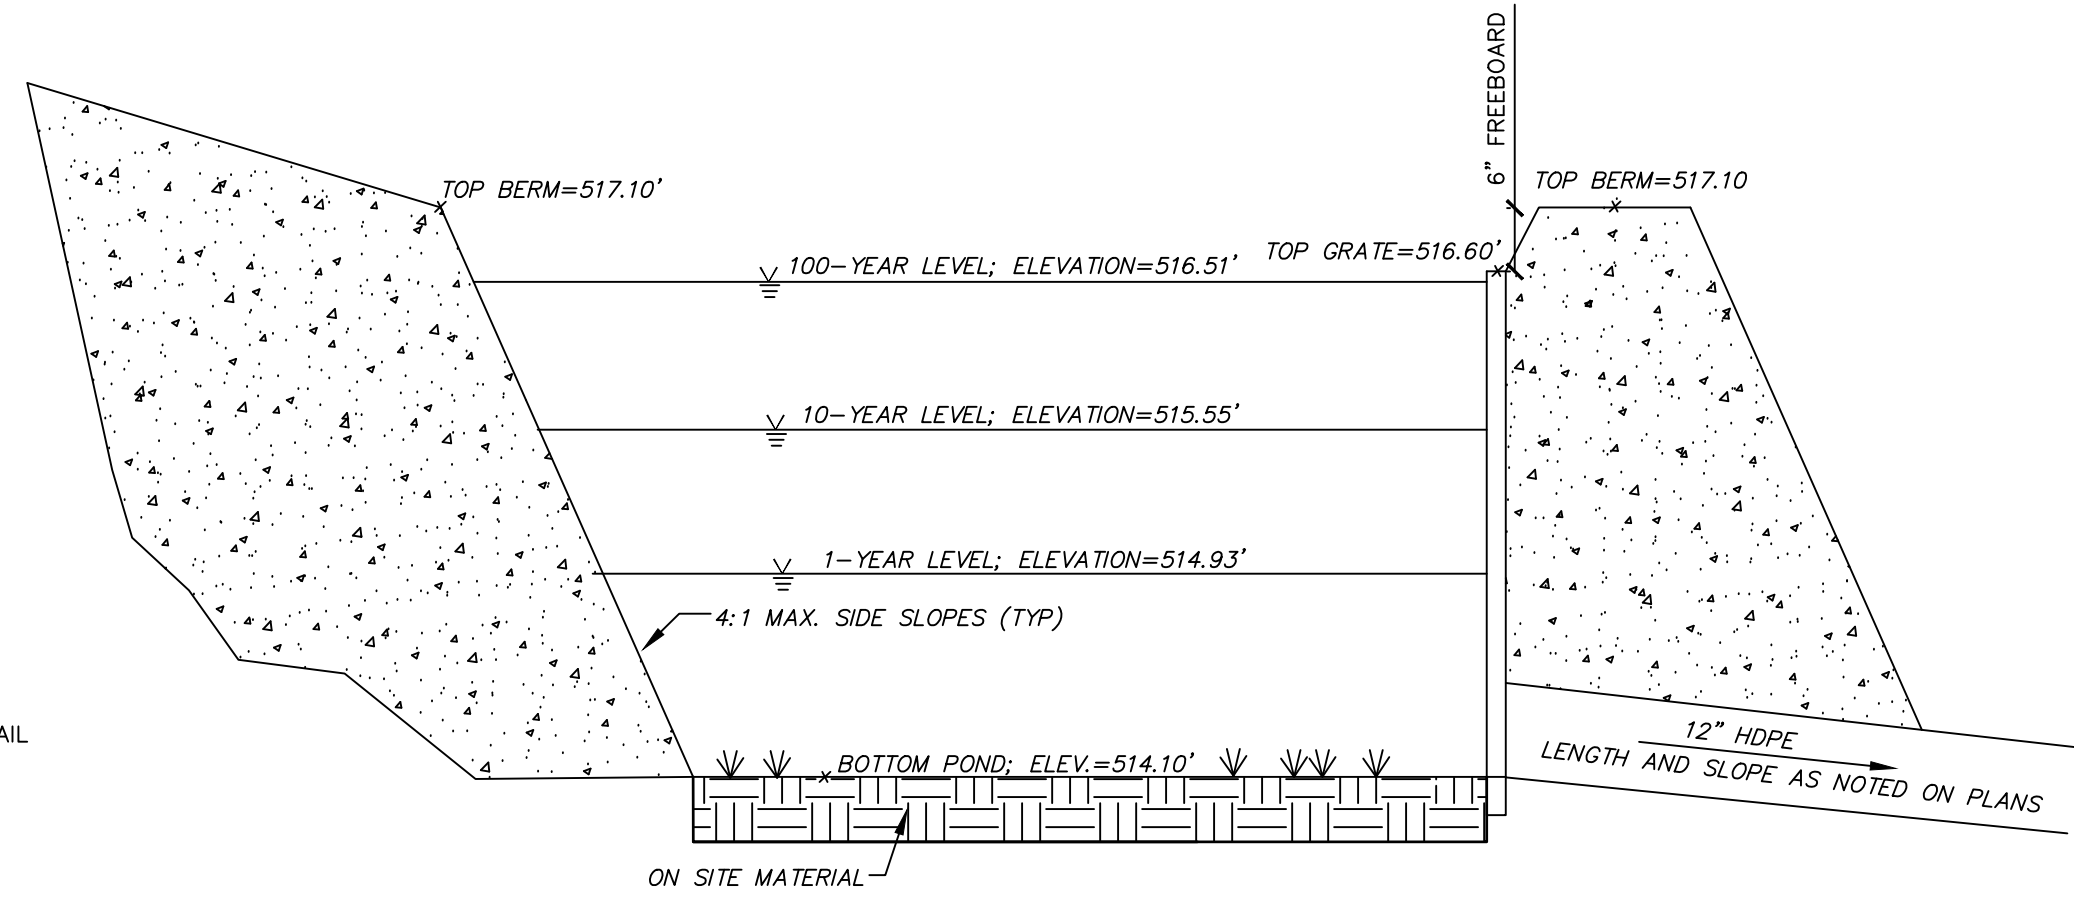 6" FREEBOARD
TOP BERM=517.10'
TOP BERM=517.10
100-YEAR LEVEL; ELEVATION=516.51'
TOP GRATE=516.60'
10-YEAR LEVEL; ELEVATION=515.55'
1-YEAR LEVEL; ELEVATION=514.93'
4:1 MAX. SIDE SLOPES (TYP)
AIL
12" HDPE
LENGTH AND SLOPE AS NOTED ON PLANS
BOTTOM POND; ELEV.=514.10'
ON SITE MATERIAL